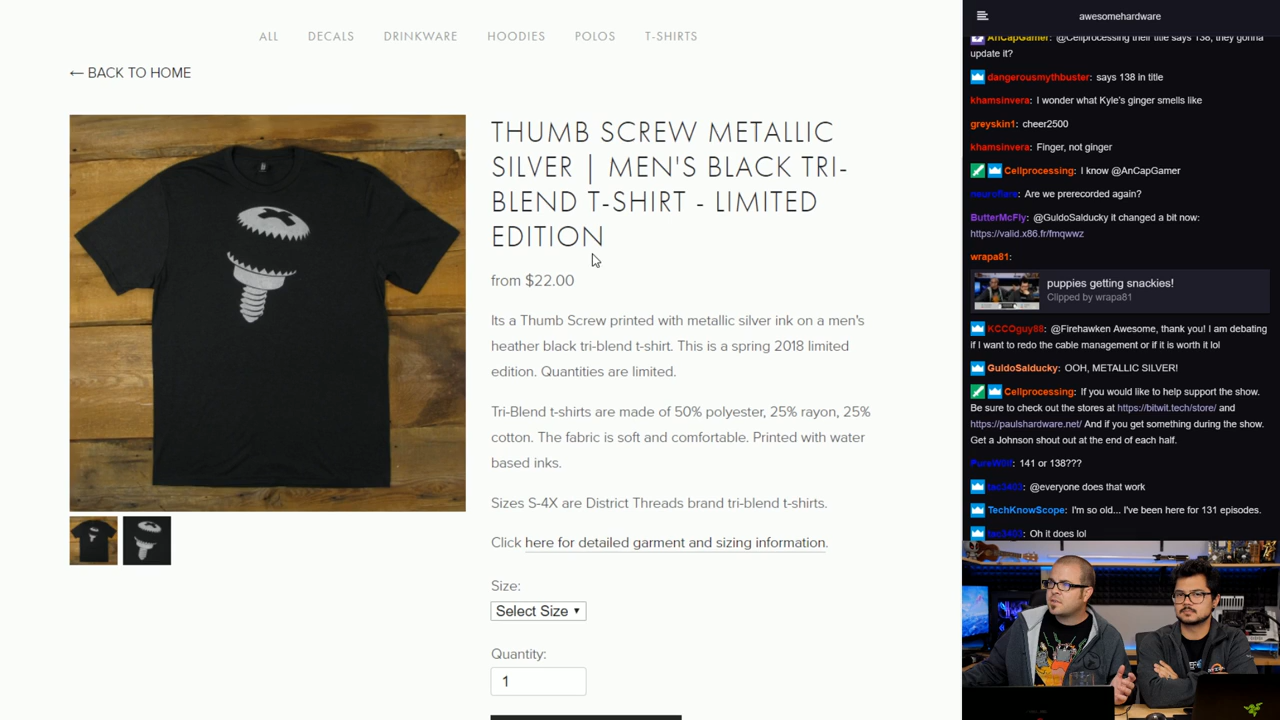 ALL DECALS DRINKWARE HOODIES POLOS T-SHIRTS
← BACK TO HOME
THUMB SCREW METALLIC
SILVER | MEN'S BLACK TRI-
BLEND T-SHIRT - LIMITED
EDITION
from $22.00
Its a Thumb Screw printed with metallic silver ink on a men's
heather black tri-blend t-shirt. This is a spring 2018 limited
edition. Quantities are limited.
Tri-Blend t-shirts are made of 50% polyester, 25% rayon, 25%
cotton. The fabric is soft and comfortable. Printed with water
based inks.
Sizes S-4X are District Threads brand tri-blend t-shirts.
Click here for detailed garment and sizing information.
Size:
Select Size ▼
Quantity:
1
awesomehardware
AnCapGamer: @Cellprocessing their title says 138, they gonna
update it?
dangerousmythbuster: says 138 in title
khamsinvera: I wonder what Kyle's ginger smells like
greyskin1: cheer2500
khamsinvera: Finger, not ginger
Cellprocessing: I know @AnCapGamer
neuroflare: Are we prerecorded again?
ButterMcFly: @GuldoSalducky it changed a bit now:
https://valid.x86.fr/fmqwwz
wrapa81:
puppies getting snackies!
Clipped by wrapa81
KCCOguy88: @Firehawken Awesome, thank you! I am debating
if I want to redo the cable management or if it is worth it lol
GuldoSalducky: OOH, METALLIC SILVER!
Cellprocessing: If you would like to help support the show.
Be sure to check out the stores at https://bitwit.tech/store/ and
https://paulshardware.net/ And if you get something during the show.
Get a Johnson shout out at the end of each half.
: 141 or 138???
tac3402: @everyone does that work
TechKnowScope: I'm so old... I've been here for 131 episodes.
tac3402: Oh it does lol